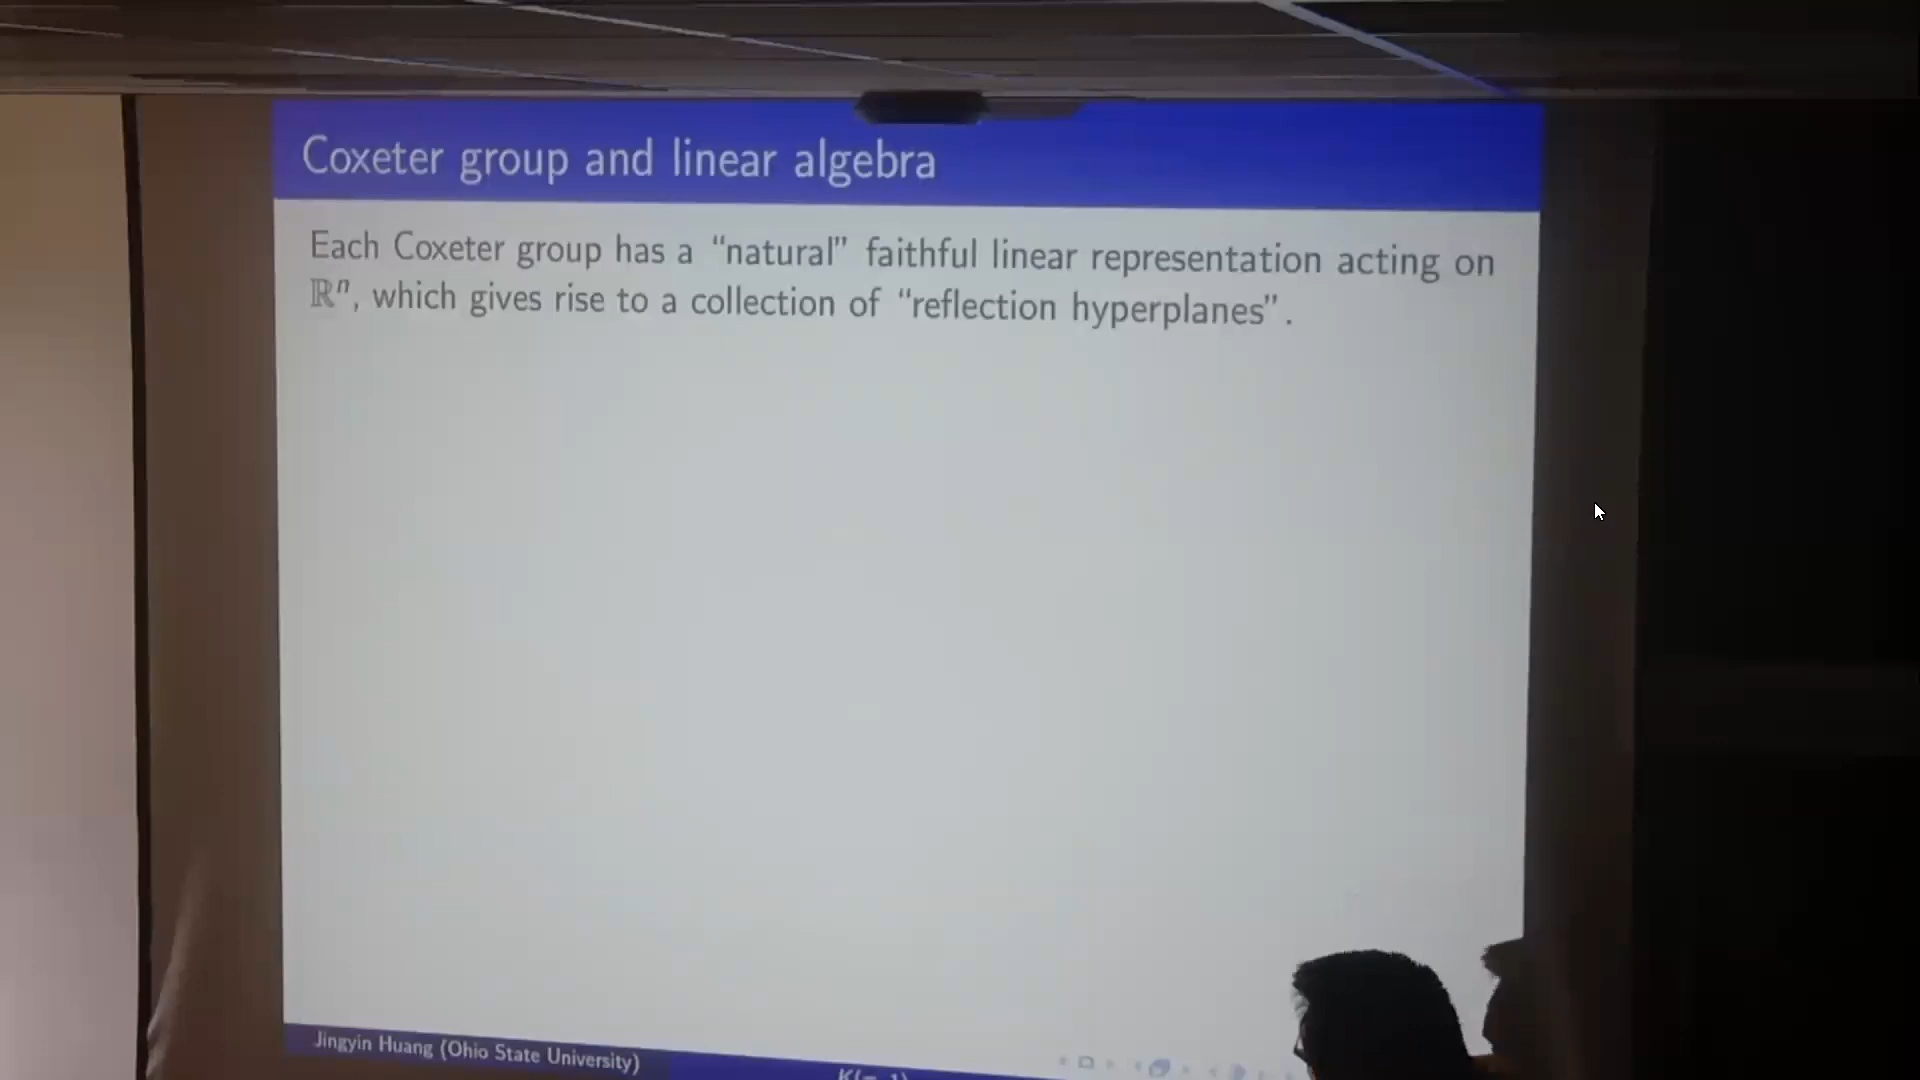 Coxeter group and linear algebra
Each Coxeter group has a “natural” faithful linear representation acting on
ℝⁿ, which gives rise to a collection of “reflection hyperplanes”.
Jingyin Huang (Ohio State University)